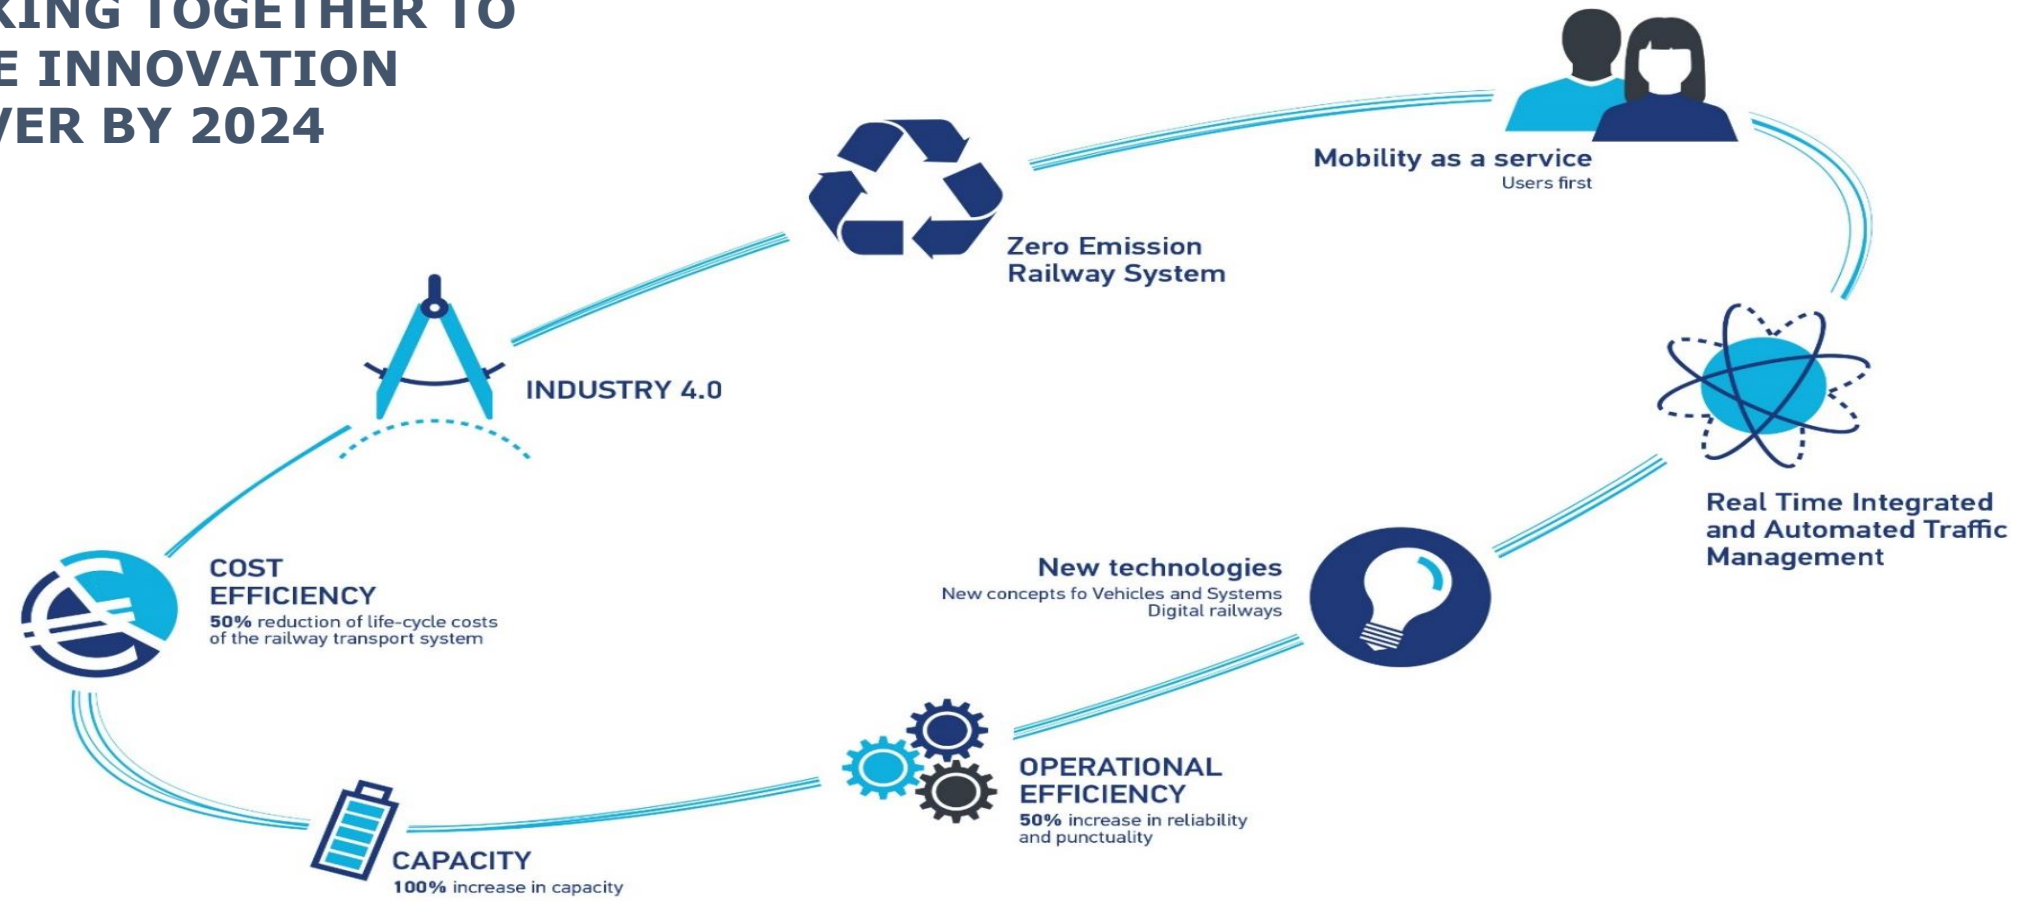 KING TOGETHER TO
E INNOVATION
VER BY 2024
Mobility as a service
Users first
Zero Emission
Railway System
INDUSTRY 4.0
Real Time Integrated
and Automated Traffic
Management
COST
EFFICIENCY
50% reduction of life-cycle costs
of the railway transport system
New technologies
New concepts fo Vehicles and Systems
Digital railways
OPERATIONAL
EFFICIENCY
50% increase in reliability
and punctuality
CAPACITY
100% increase in capacity